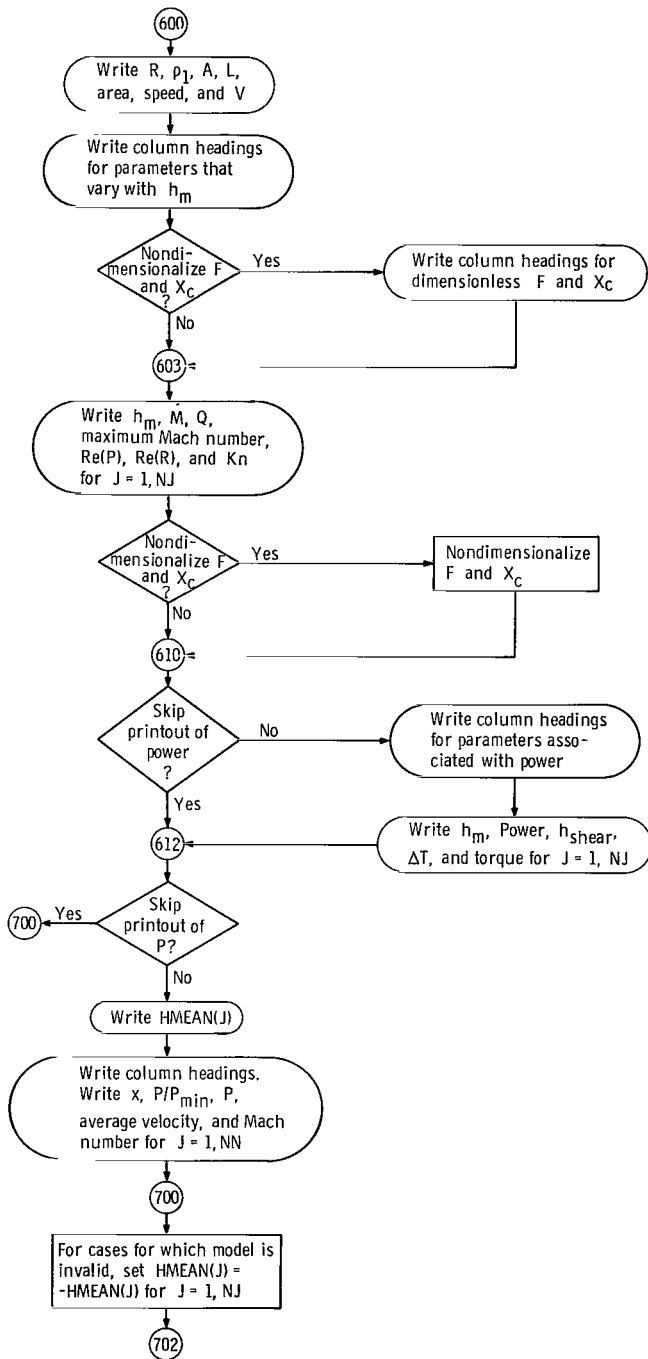 600
Write R, ρ1, A, L,
area, speed, and V
Write column headings
for parameters that
vary with hm
Nondi-
mensionalize F
and Xc
?
Yes
Write column headings for
dimensionless F and Xc
No
603
Write hm, Ṁ, Q,
maximum Mach number,
Re(P), Re(R), and Kn
for J = 1, NJ
Nondi-
mensionalize F
and Xc
?
Yes
Nondimensionalize
F and Xc
No
610
Skip
printout of
power
?
No
Write column headings
for parameters asso-
ciated with power
Yes
612
Write hm, Power, hshear,
ΔT, and torque for J = 1, NJ
Skip
printout of
P?
Yes
700
No
Write HMEAN(J)
Write column headings.
Write x, P/Pmin, P,
average velocity, and Mach
number for J = 1, NN
700
For cases for which model is
invalid, set HMEAN(J) =
-HMEAN(J) for J = 1, NJ
702